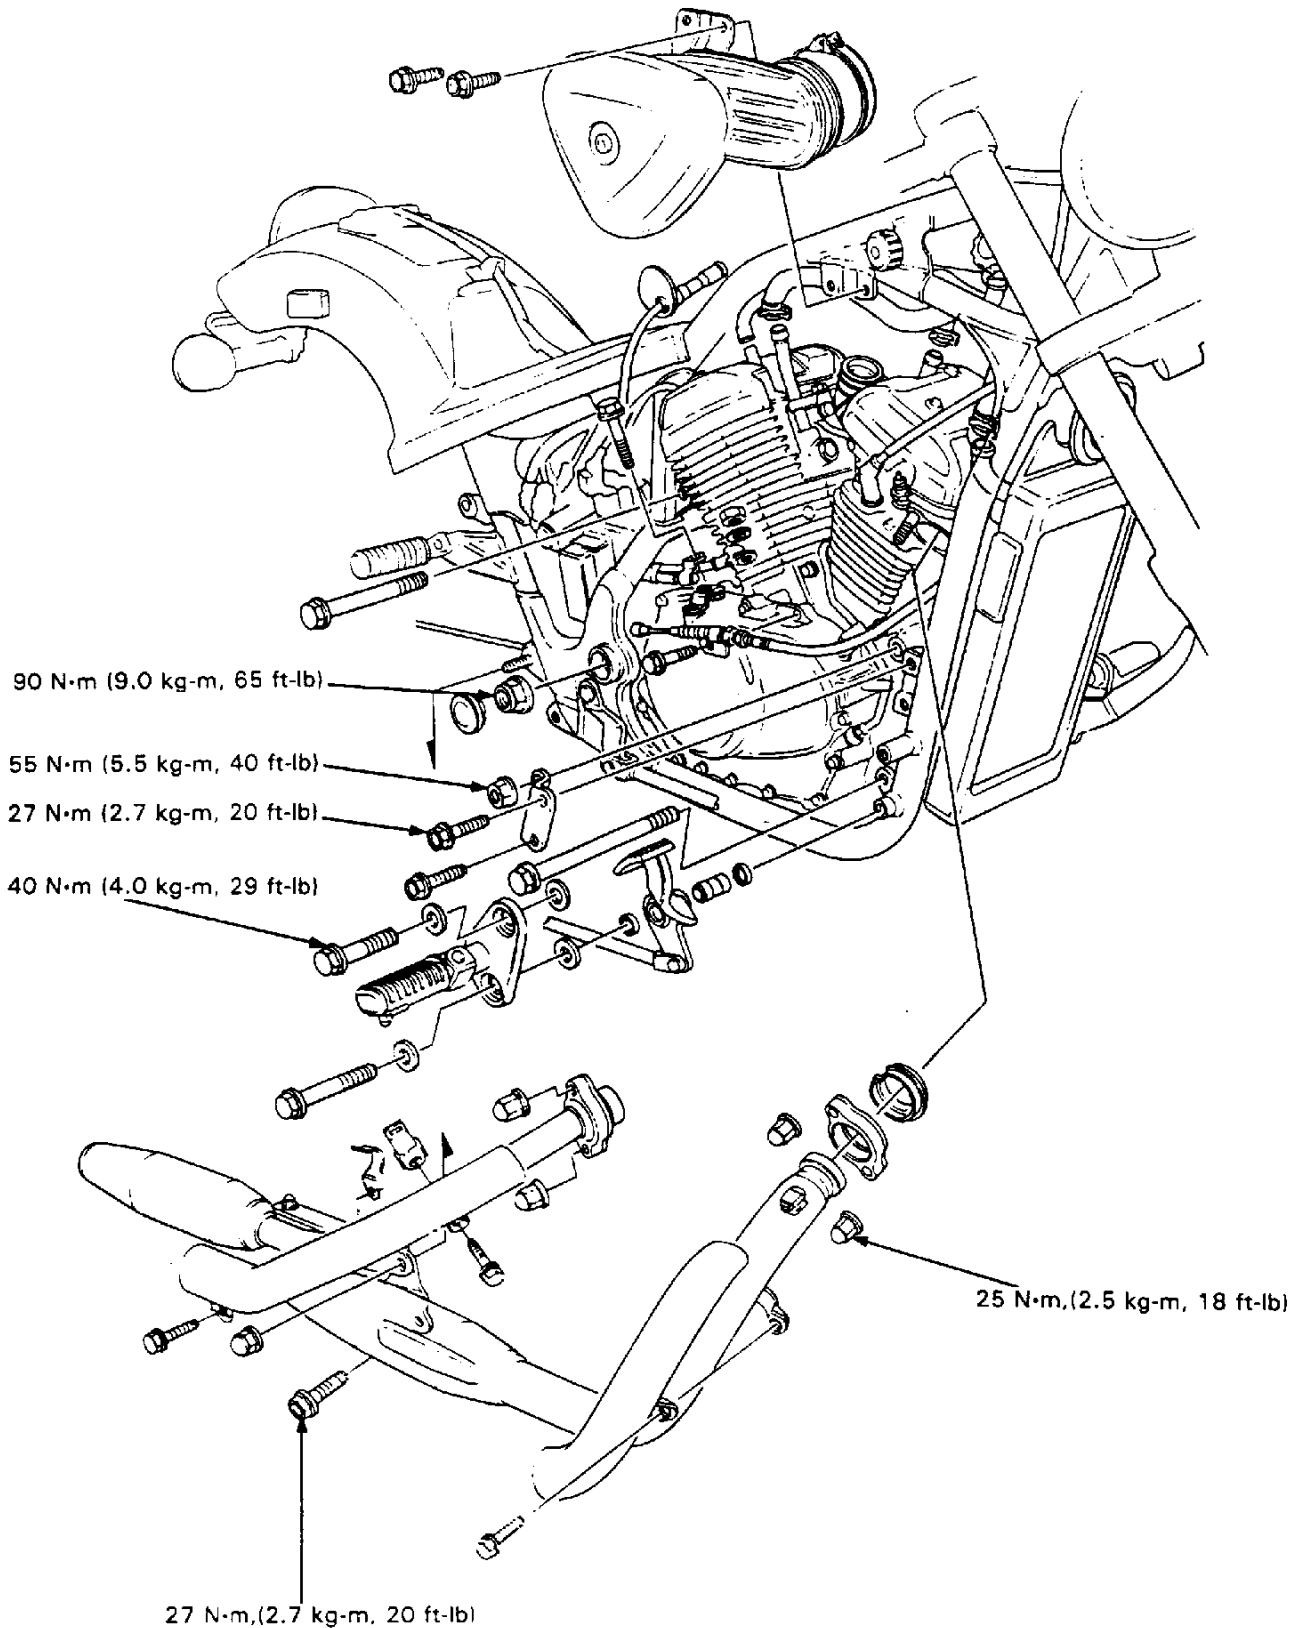 90 N•m (9.0 kg-m, 65 ft-lb)
55 N•m (5.5 kg-m, 40 ft-lb)
27 N•m (2.7 kg-m, 20 ft-lb)
40 N•m (4.0 kg-m, 29 ft-lb)
25 N•m,(2.5 kg-m, 18 ft-lb)
27 N•m,(2.7 kg-m, 20 ft-lb)